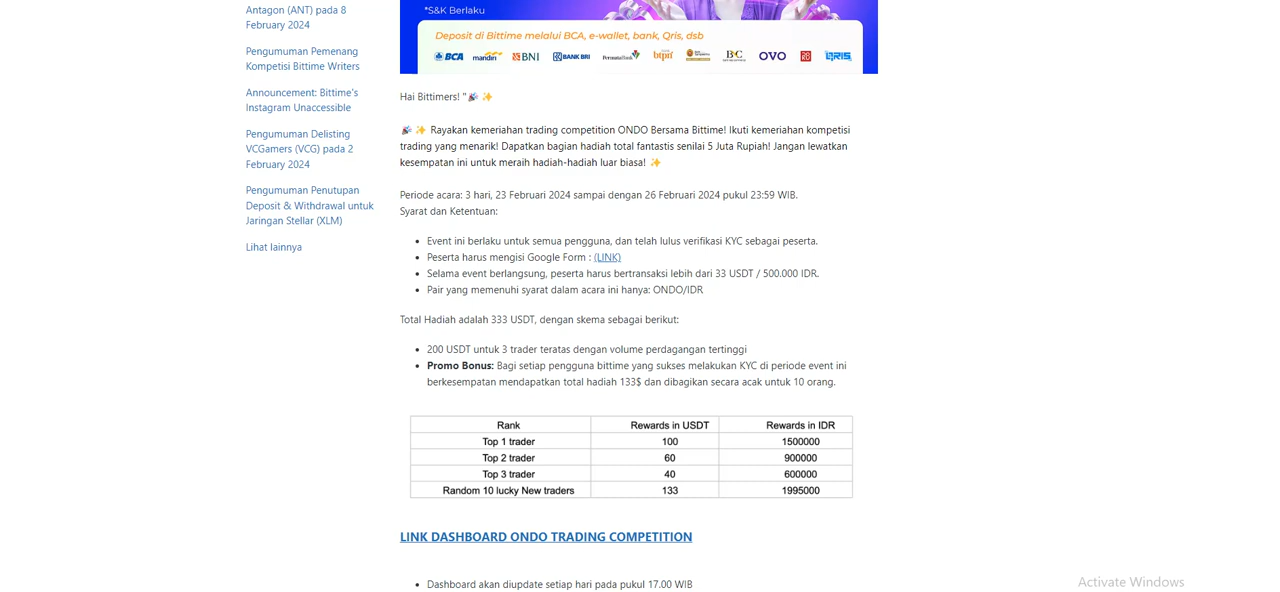 Antagon (ANT) pada 8
February 2024
Pengumuman Pemenang
Kompetisi Bittime Writers
Announcement: Bittime's
Instagram Unaccessible
Pengumuman Delisting
VCGamers (VCG) pada 2
February 2024
Pengumuman Penutupan
Deposit & Withdrawal untuk
Jaringan Stellar (XLM)
Lihat lainnya
*S&K Berlaku
Deposit di Bittime melalui BCA, e-wallet, bank, Qris, dsb
BCA mandiri BNI BANK BRI PermataBank btpn OVO QRIS
Hai Bittimers! "🎉 ✨
🎉 ✨ Rayakan kemeriahan trading competition ONDO Bersama Bittime! Ikuti kemeriahan kompetisi
trading yang menarik! Dapatkan bagian hadiah total fantastis senilai 5 Juta Rupiah! Jangan lewatkan
kesempatan ini untuk meraih hadiah-hadiah luar biasa! ✨
Periode acara: 3 hari, 23 Februari 2024 sampai dengan 26 Februari 2024 pukul 23:59 WIB.
Syarat dan Ketentuan:
• Event ini berlaku untuk semua pengguna, dan telah lulus verifikasi KYC sebagai peserta.
• Peserta harus mengisi Google Form : (LINK)
• Selama event berlangsung, peserta harus bertransaksi lebih dari 33 USDT / 500.000 IDR.
• Pair yang memenuhi syarat dalam acara ini hanya: ONDO/IDR
Total Hadiah adalah 333 USDT, dengan skema sebagai berikut:
• 200 USDT untuk 3 trader teratas dengan volume perdagangan tertinggi
• Promo Bonus: Bagi setiap pengguna bittime yang sukses melakukan KYC di periode event ini
berkesempatan mendapatkan total hadiah 133$ dan dibagikan secara acak untuk 10 orang.
Rank Rewards in USDT Rewards in IDR
Top 1 trader 100 1500000
Top 2 trader 60 900000
Top 3 trader 40 600000
Random 10 lucky New traders 133 1995000
LINK DASHBOARD ONDO TRADING COMPETITION
• Dashboard akan diupdate setiap hari pada pukul 17.00 WIB
Activate Windows